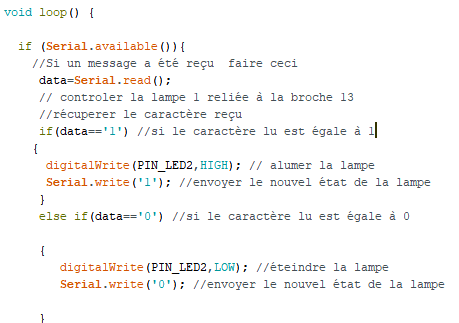 void loop() {
if (Serial.available()){
//Si un message a été reçu faire ceci
data=Serial.read();
// controler la lampe 1 reliée à la broche 13
//récuperer le caractère reçu
if(data=='1') //si le caractère lu est égale à 1
{
digitalWrite(PIN_LED2,HIGH); // alumer la lampe
Serial.write('1'); //envoyer le nouvel état de la lampe
}
else if(data=='0') //si le caractère lu est égale à 0
{
digitalWrite(PIN_LED2,LOW); //éteindre la lampe
Serial.write('0'); //envoyer le nouvel état de la lampe
}